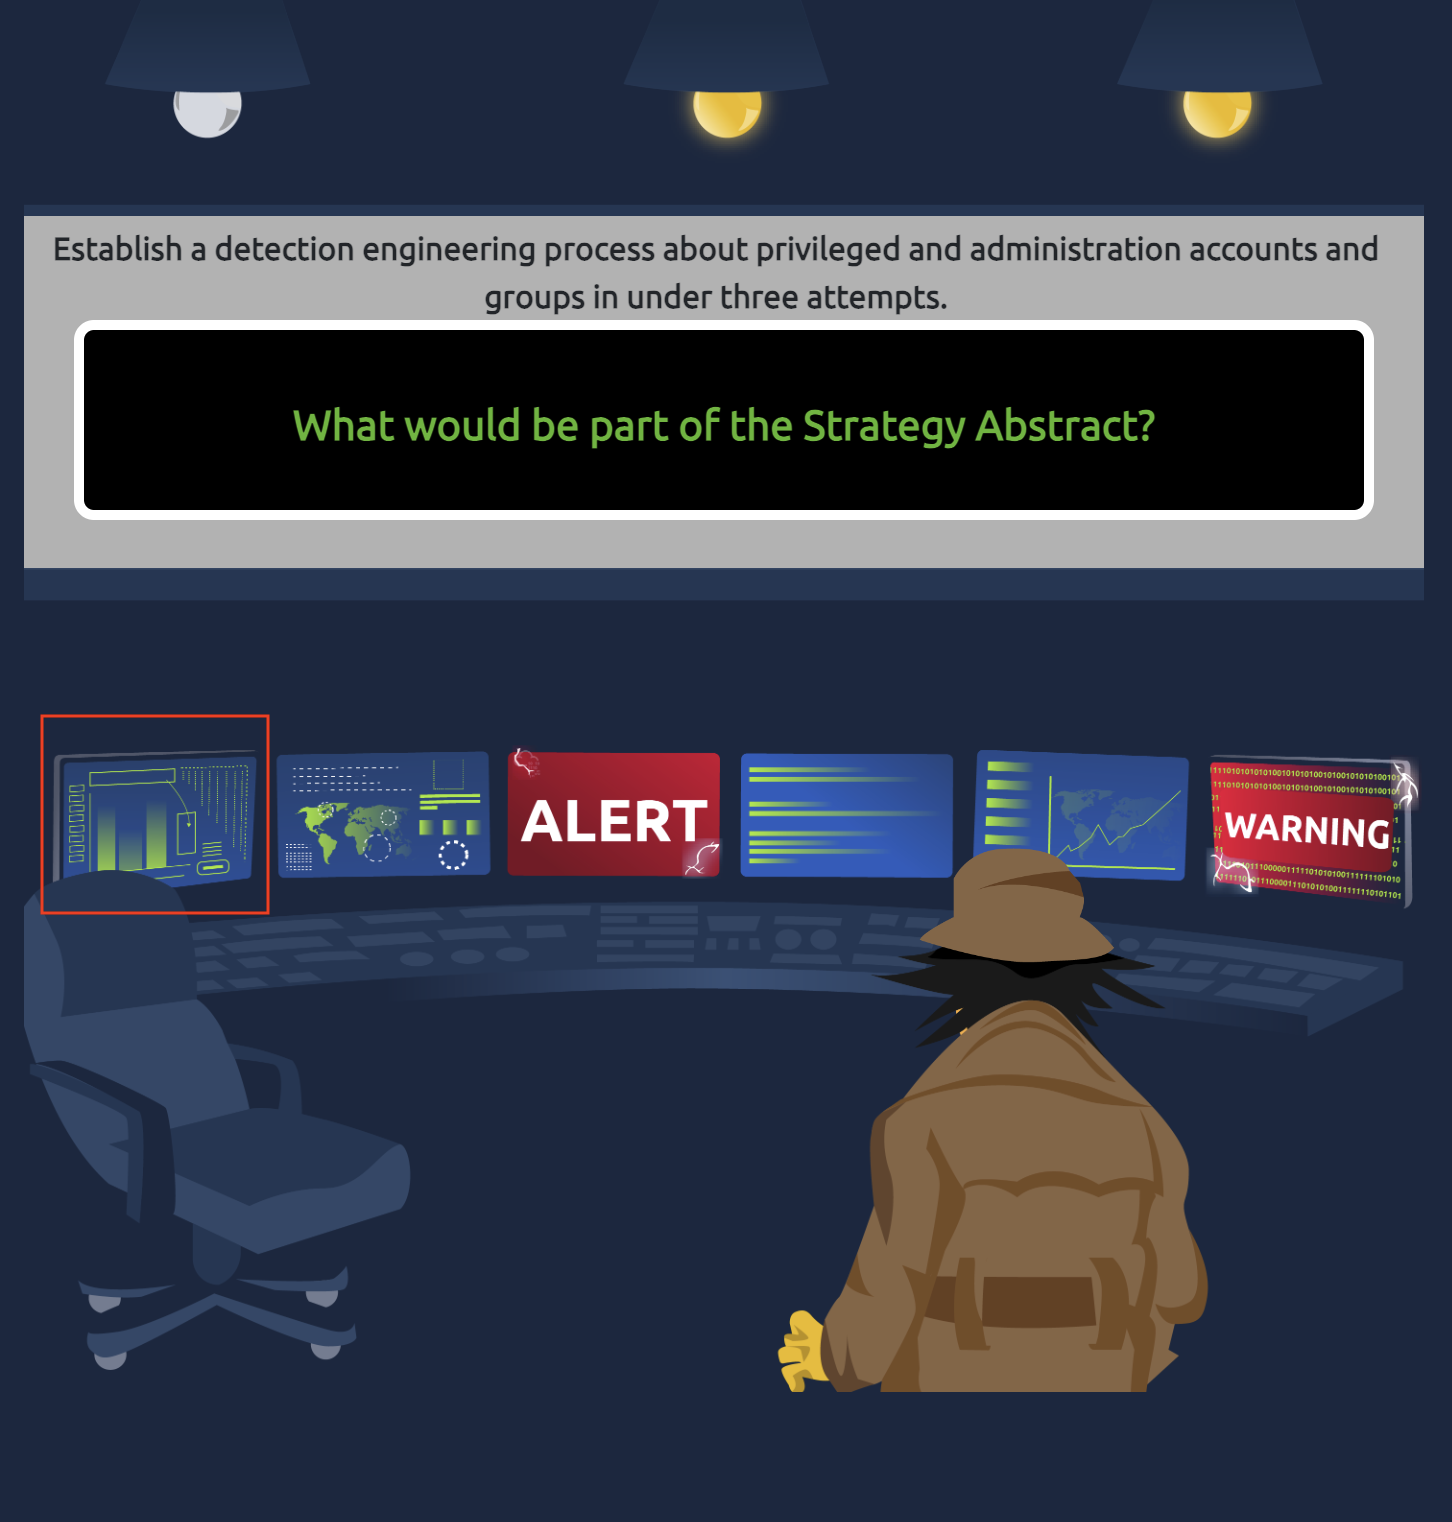 Establish a detection engineering process about privileged and administration accounts and
groups in under three attempts.
What would be part of the Strategy Abstract?
ALERT
WARNING